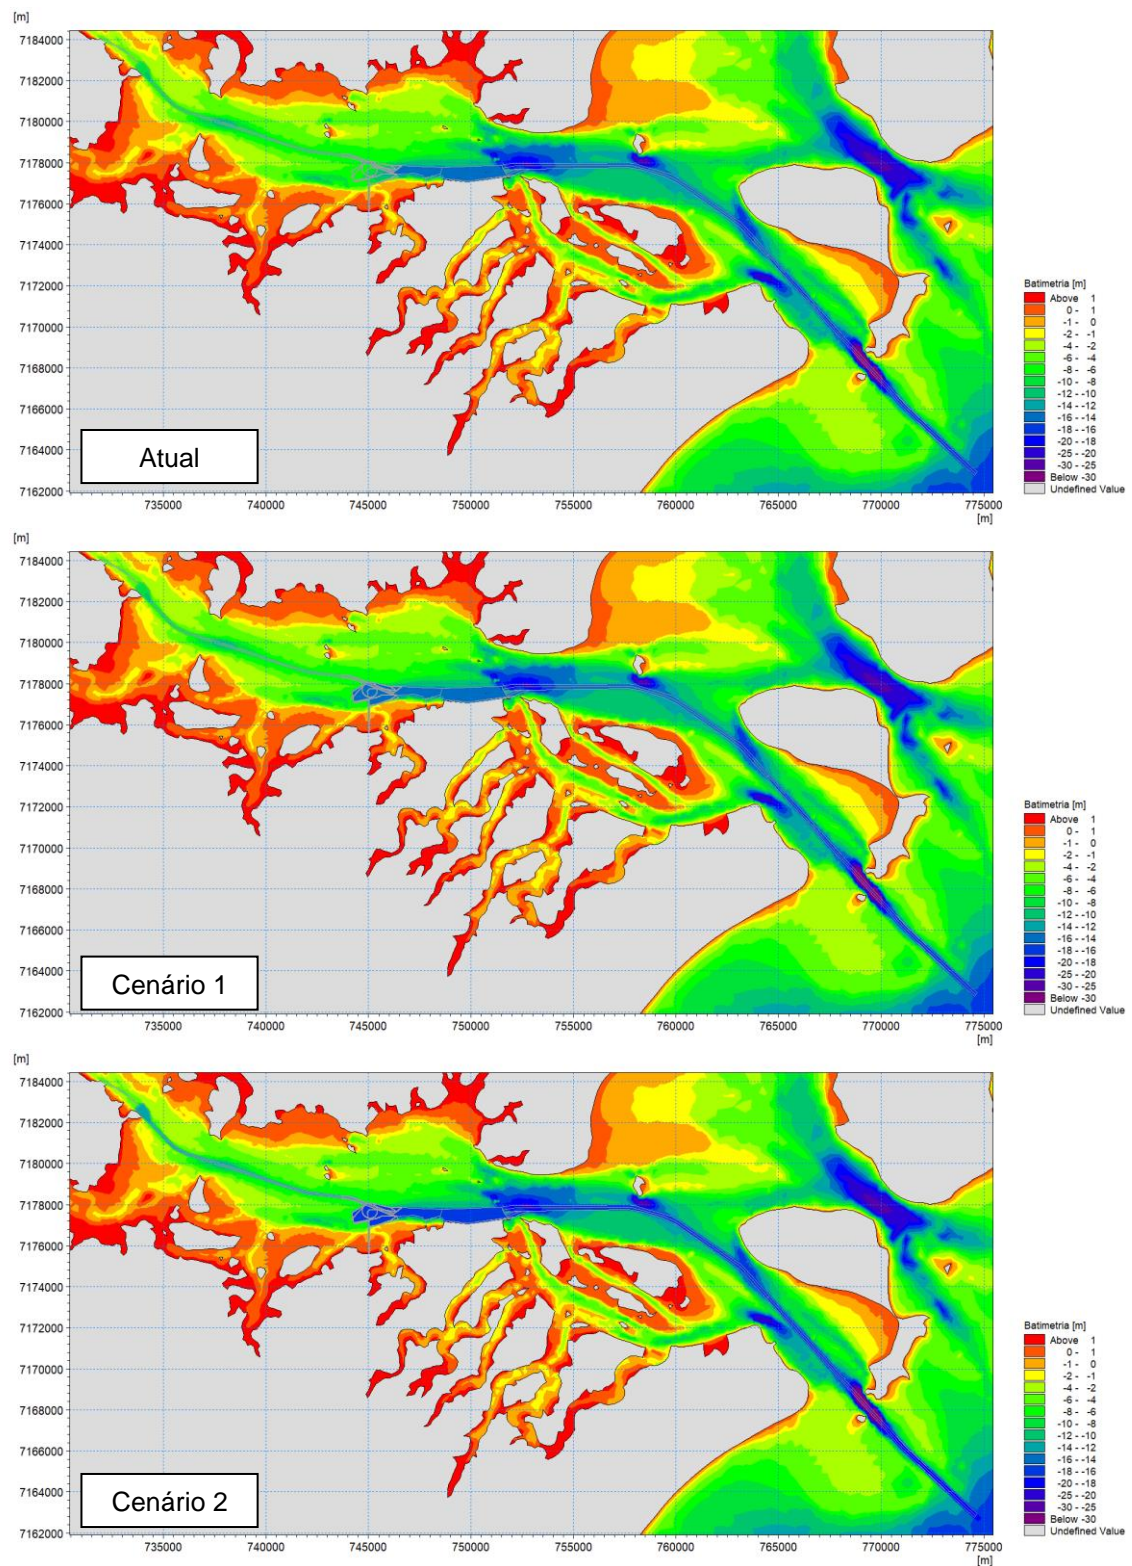 [m]
7184000
7182000
7180000
7178000
7176000
7174000
7172000
7170000
7168000
7166000
7164000
7162000
Atual
735000 740000 745000 750000 755000 760000 765000 770000 775000
[m]
Batimetria [m]
Above 1
0 - 1
-1 - 0
-2 - -1
-4 - -2
-6 - -4
-8 - -6
-10 - -8
-12 - -10
-14 - -12
-16 - -14
-18 - -16
-20 - -18
-25 - -20
-30 - -25
Below -30
Undefined Value
[m]
7184000
7182000
7180000
7178000
7176000
7174000
7172000
7170000
7168000
7166000
7164000
7162000
Cenário 1
735000 740000 745000 750000 755000 760000 765000 770000 775000
[m]
Batimetria [m]
Above 1
0 - 1
-1 - 0
-2 - -1
-4 - -2
-6 - -4
-8 - -6
-10 - -8
-12 - -10
-14 - -12
-16 - -14
-18 - -16
-20 - -18
-25 - -20
-30 - -25
Below -30
Undefined Value
[m]
7184000
7182000
7180000
7178000
7176000
7174000
7172000
7170000
7168000
7166000
7164000
7162000
Cenário 2
735000 740000 745000 750000 755000 760000 765000 770000 775000
[m]
Batimetria [m]
Above 1
0 - 1
-1 - 0
-2 - -1
-4 - -2
-6 - -4
-8 - -6
-10 - -8
-12 - -10
-14 - -12
-16 - -14
-18 - -16
-20 - -18
-25 - -20
-30 - -25
Below -30
Undefined Value